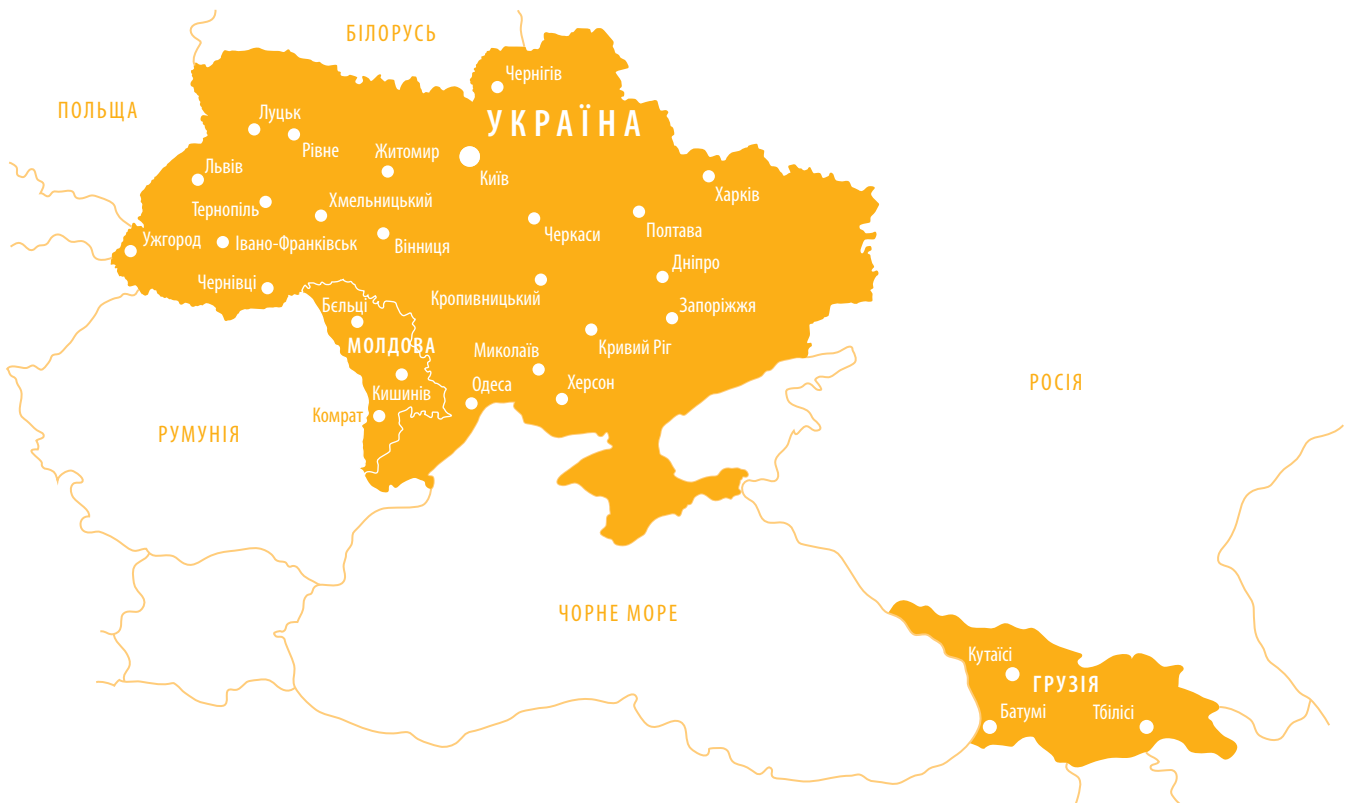 БІЛОРУСЬ
Чернігів
ПОЛЬЩА
Луцьк
УКРАЇНА
Рівне
Житомир
Львів
Київ
Харків
Тернопіль
Хмельницький
Черкаси
Полтава
Ужгород
Івано-Франківськ
Вінниця
Дніпро
Чернівці
Кропивницький
Бєльці
Запоріжжя
МОЛДОВА
Миколаїв
Кривий Ріг
Кишинів
Одеса
Херсон
РОСІЯ
Комрат
РУМУНІЯ
ЧОРНЕ МОРЕ
Кутаїсі
ГРУЗІЯ
Батумі
Тбілісі